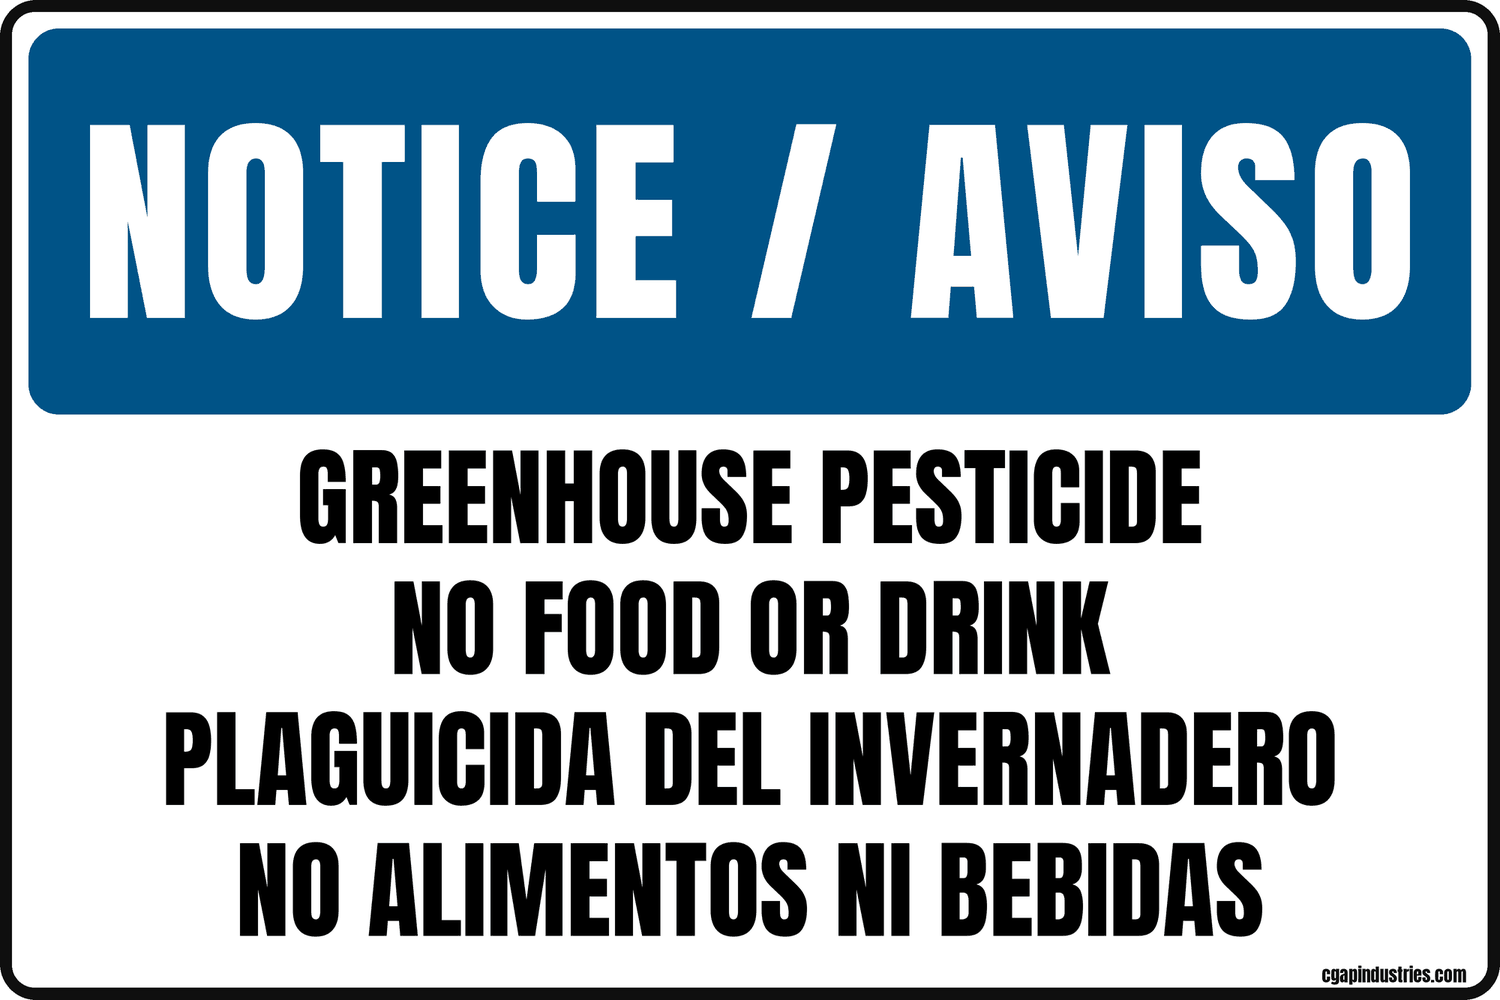 NOTICE / AVISO
GREENHOUSE PESTICIDE
NO FOOD OR DRINK
PLAGUICIDA DEL INVERNADERO
NO ALIMENTOS NI BEBIDAS
cgapindustries.com